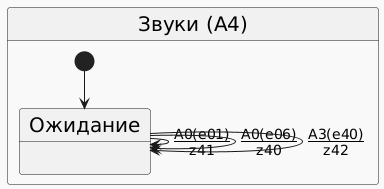 Звуки (A4)
Ожидание
A0(e01)
z41
A0(e06)
z40
A3(e40)
z42